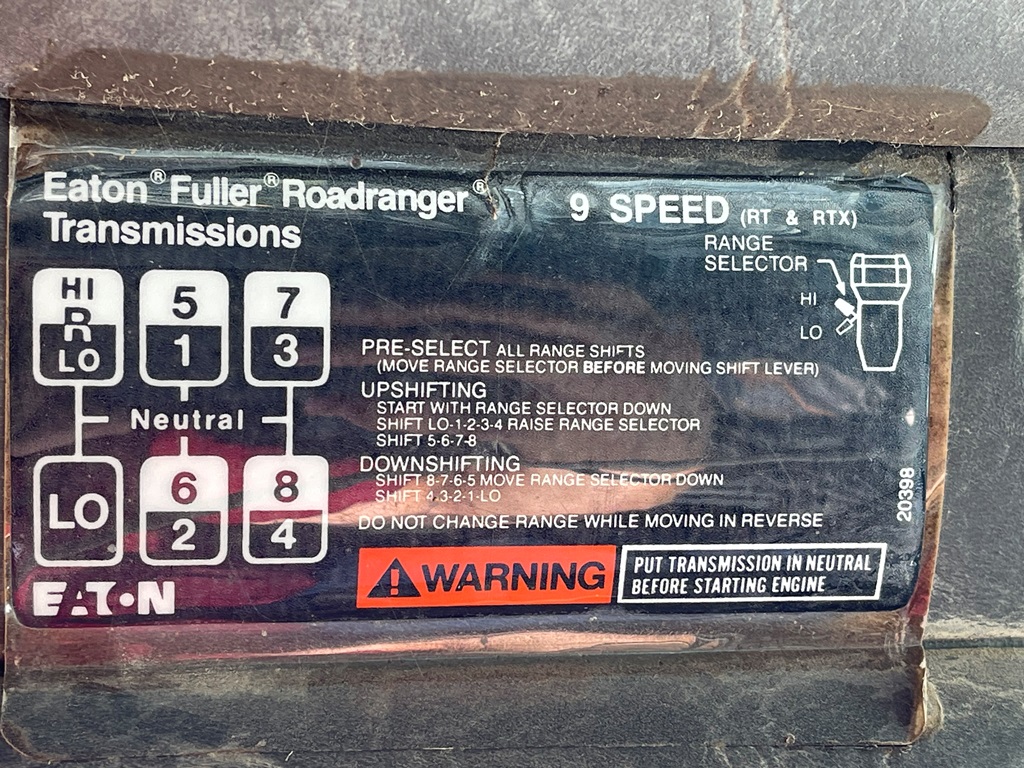 Eaton® Fuller® Roadranger®
Transmissions
9 SPEED (RT & RTX)
RANGE
SELECTOR
HI
LO
HI
R
LO
5
1
7
3
Neutral
LO
6
2
8
4
PRE-SELECT ALL RANGE SHIFTS
(MOVE RANGE SELECTOR BEFORE MOVING SHIFT LEVER)
UPSHIFTING
START WITH RANGE SELECTOR DOWN
SHIFT LO-1-2-3-4 RAISE RANGE SELECTOR
SHIFT 5-6-7-8
DOWNSHIFTING
SHIFT 8-7-6-5 MOVE RANGE SELECTOR DOWN
SHIFT 4,3-2-1-LO
DO NOT CHANGE RANGE WHILE MOVING IN REVERSE
20398
EATON
WARNING
PUT TRANSMISSION IN NEUTRAL
BEFORE STARTING ENGINE